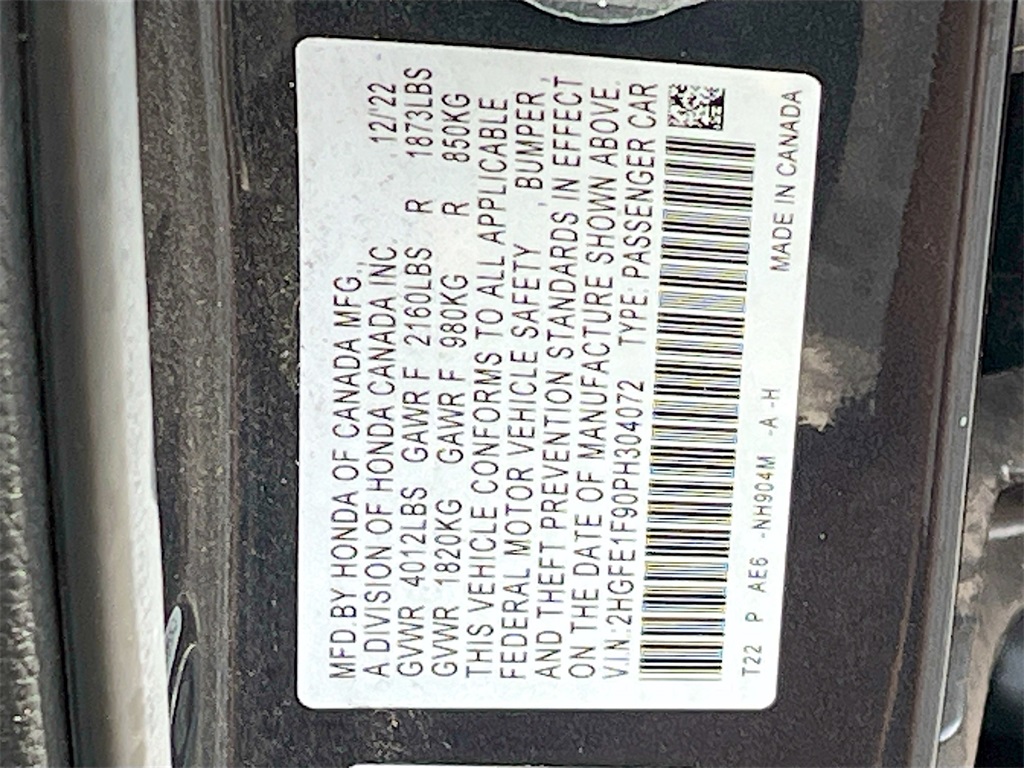 MFD.BY HONDA OF CANADA MFG.,
A DIVISION OF HONDA CANADA INC. 12/22
GVWR 4012LBS GAWR F 2160LBS R 1873LBS
GVWR 1820KG GAWR F 980KG R 850KG
THIS VEHICLE CONFORMS TO ALL APPLICABLE
FEDERAL MOTOR VEHICLE SAFETY , BUMPER ,
AND THEFT PREVENTION STANDARDS IN EFFECT
ON THE DATE OF MANUFACTURE SHOWN ABOVE.
V.I.N:2HGFE1F90PH304072 TYPE:PASSENGER CAR
T22 P AE6 -NH904M -A -H MADE IN CANADA